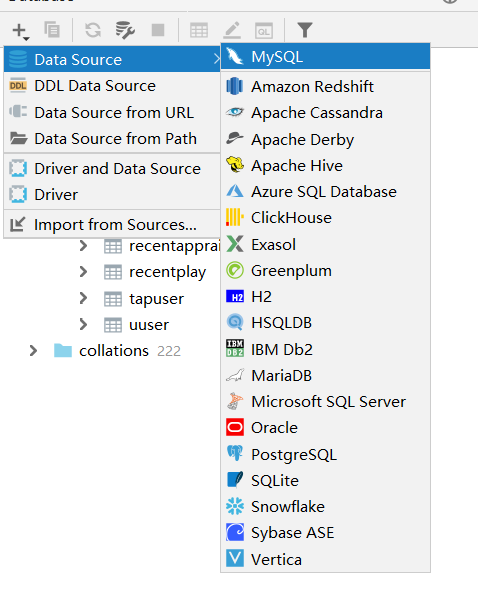 Data Source
DDL Data Source
Data Source from URL
Data Source from Path
Driver and Data Source
Driver
Import from Sources...
recentapprai
recentplay
tapuser
uuser
collations 222
MySQL
Amazon Redshift
Apache Cassandra
Apache Derby
Apache Hive
Azure SQL Database
ClickHouse
Exasol
Greenplum
H2
HSQLDB
IBM Db2
MariaDB
Microsoft SQL Server
Oracle
PostgreSQL
SQLite
Snowflake
Sybase ASE
Vertica